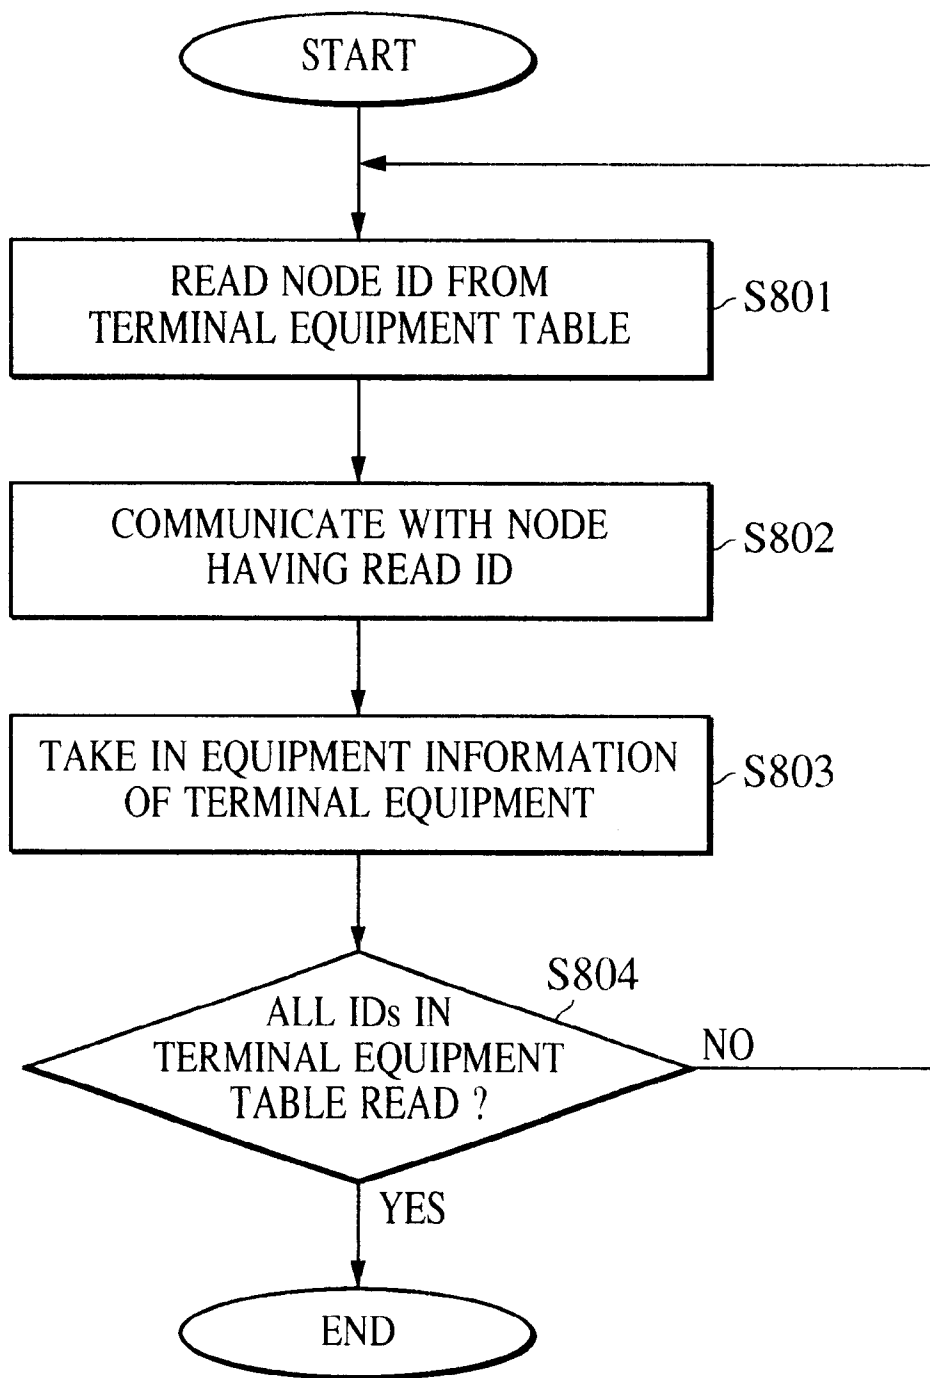 START
READ NODE ID FROM
TERMINAL EQUIPMENT TABLE
S801
COMMUNICATE WITH NODE
HAVING READ ID
S802
TAKE IN EQUIPMENT INFORMATION
OF TERMINAL EQUIPMENT
S803
S804
ALL IDs IN
TERMINAL EQUIPMENT
TABLE READ ?
NO
YES
END